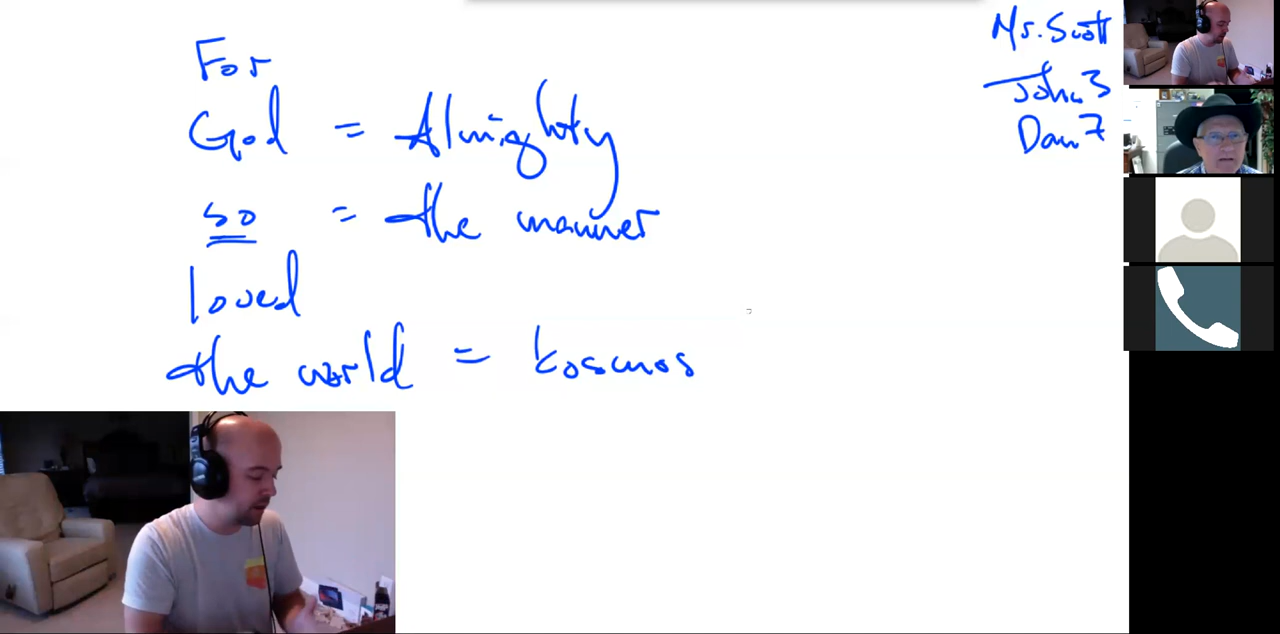 For
God = Almighty
so = the manner
loved
the world = kosmos
Mr. Scott
John 3
Dan 7